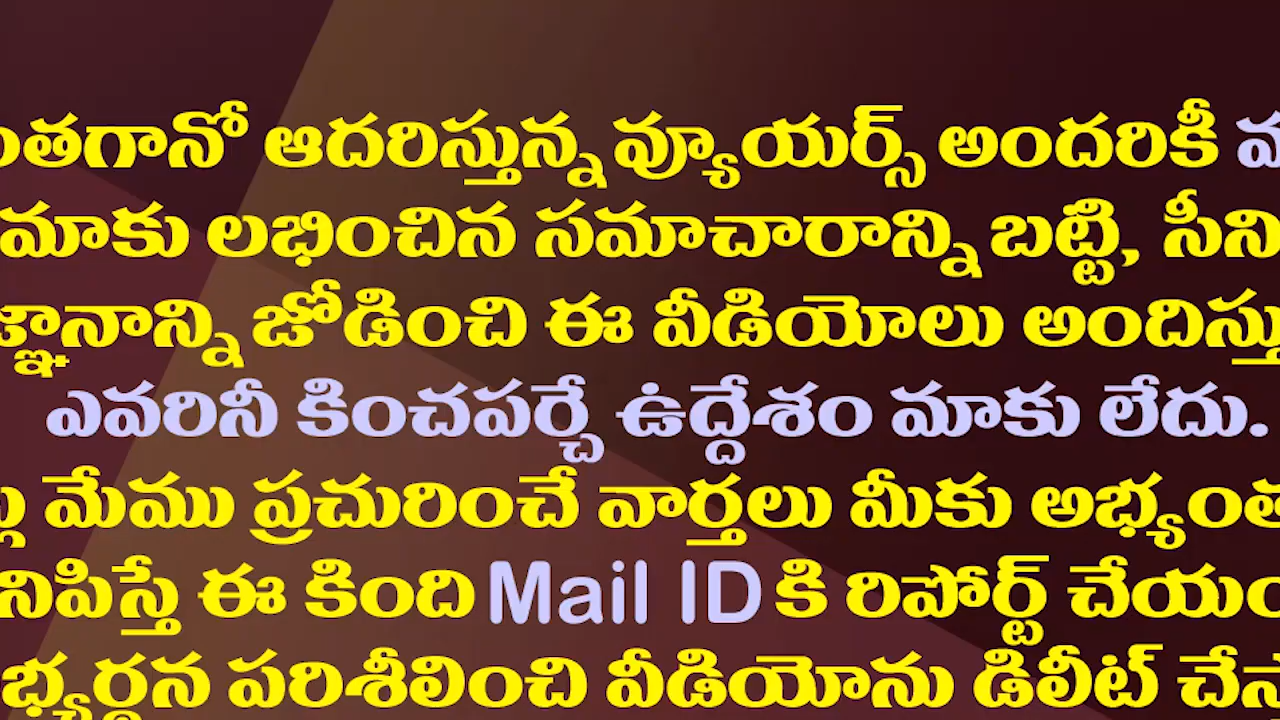 ఆదరిస్తున్న వ్యూయర్స్ అందరికీ
మాకు లభించిన సమాచారాన్ని బట్టి,
జోడించి ఈ వీడియోలు
ఎవరినీ కించపర్చే ఉద్దేశం మాకు లేదు.
మేము ప్రచురించే వార్తలు మీకు
ఈ కింది Mail ID కి రిపోర్ట్
పరిశీలించి వీడియోను డిలీట్